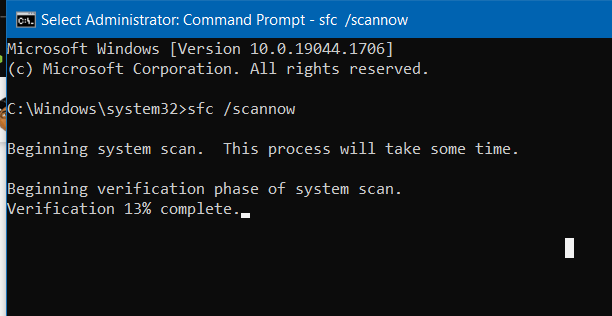 Select Administrator: Command Prompt - sfc /scannow
Microsoft Windows [Version 10.0.19044.1706]
(c) Microsoft Corporation. All rights reserved.
C:\Windows\system32>sfc /scannow
Beginning system scan.  This process will take some time.
Beginning verification phase of system scan.
Verification 13% complete.